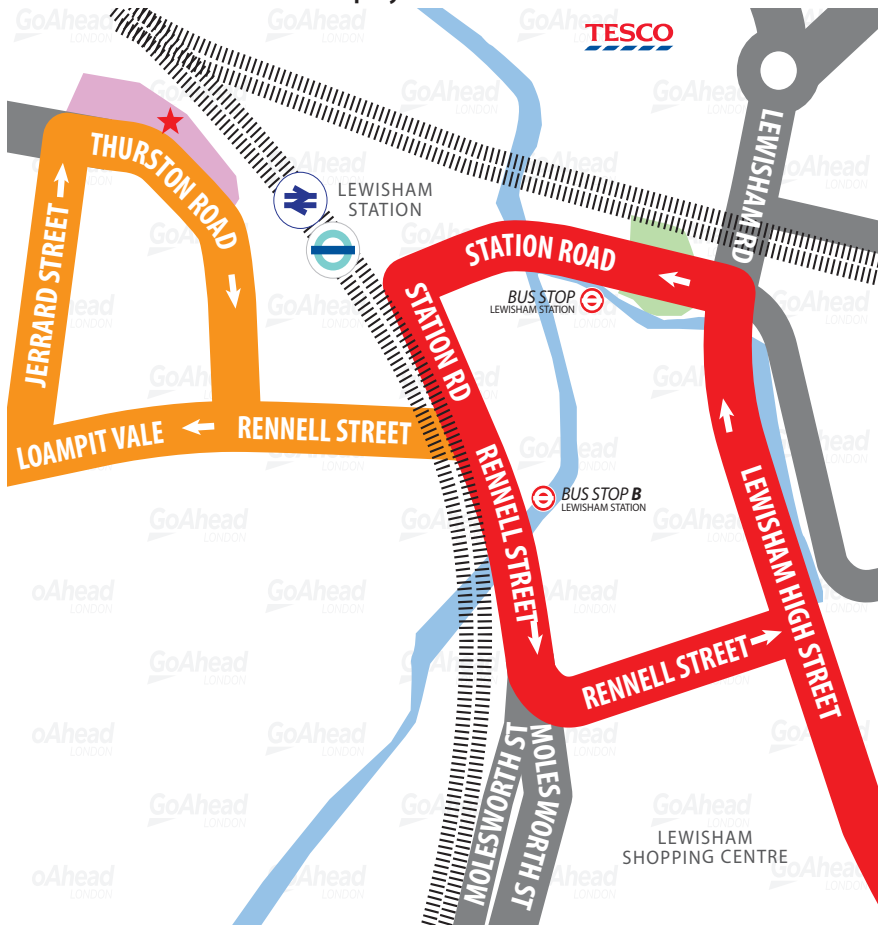 TESCO
LEWISHAM RD
THURSTON ROAD
LEWISHAM
STATION
JERRARD STREET
STATION ROAD
BUS STOP
LEWISHAM STATION
STATION RD
LOAMPIT VALE
RENNELL STREET
RENNELL STREET
BUS STOP B
LEWISHAM STATION
LEWISHAM HIGH STREET
RENNELL STREET
MOLESWORTH ST
MOLESWORTH ST
LEWISHAM
SHOPPING CENTRE
GoAhead
LONDON